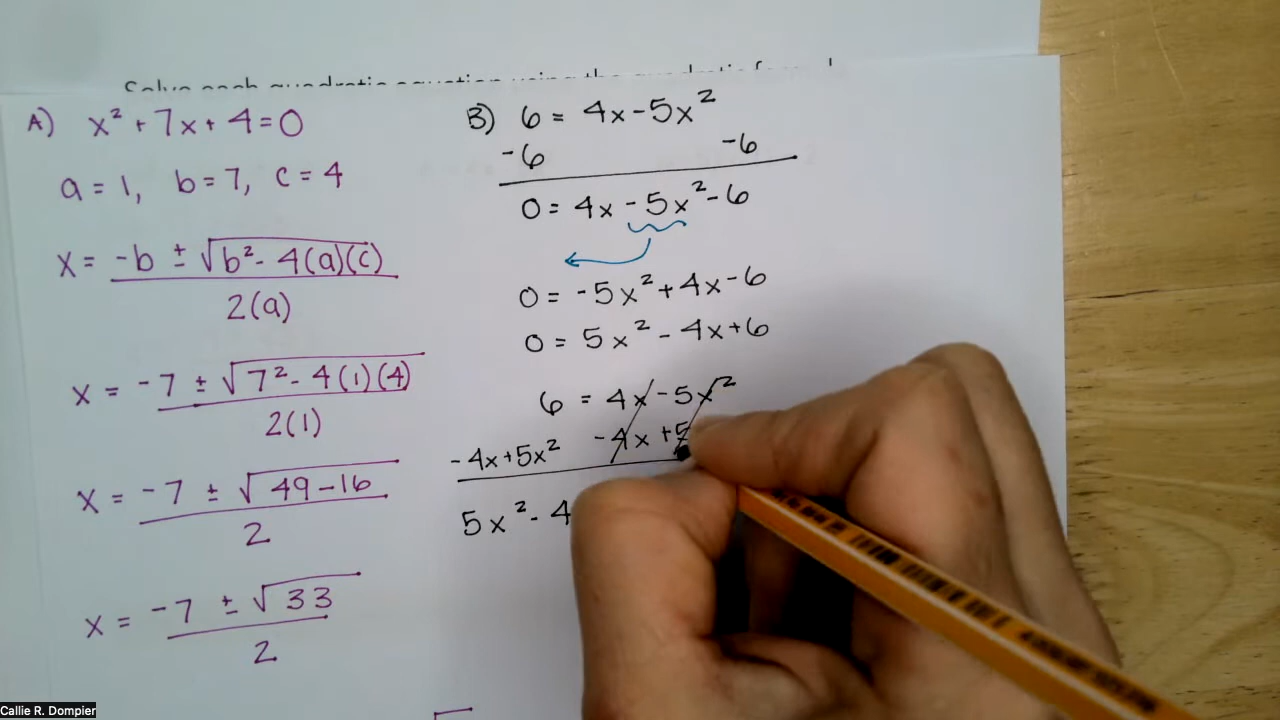 A) x² + 7x + 4 = 0
a = 1, b = 7, c = 4
x = -b ± √b² - 4(a)(c)
2(a)
x = -7 ± √7² - 4(1)(4)
2(1)
x = -7 ± √49 - 16
2
x = -7 ± √33
2
B) 6 = 4x - 5x²
-6 -6
0 = 4x - 5x² - 6
0 = -5x² + 4x - 6
0 = 5x² - 4x + 6
6 = 4x - 5x²
-4x + 5x² -4x + 5
5x² - 4
Callie R. Dompier